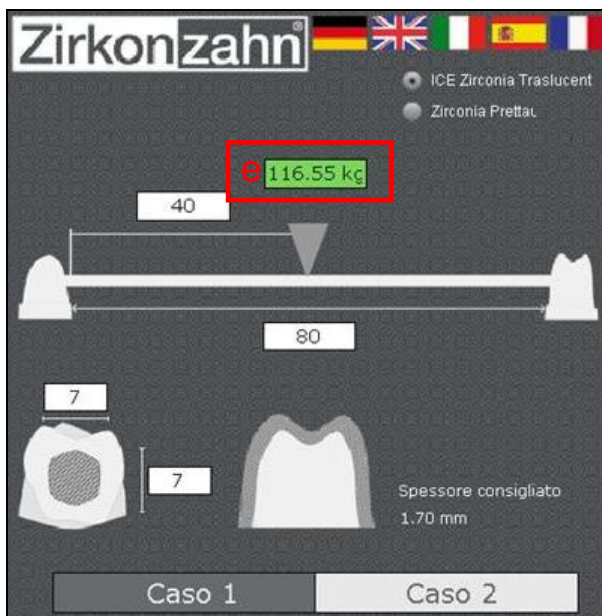 Zirkonzahn®
ICE Zirconia Traslucent
Zirconia Prettau
e
116.55 kg
40
80
7
7
Spessore consigliato
1.70 mm
Caso 1
Caso 2